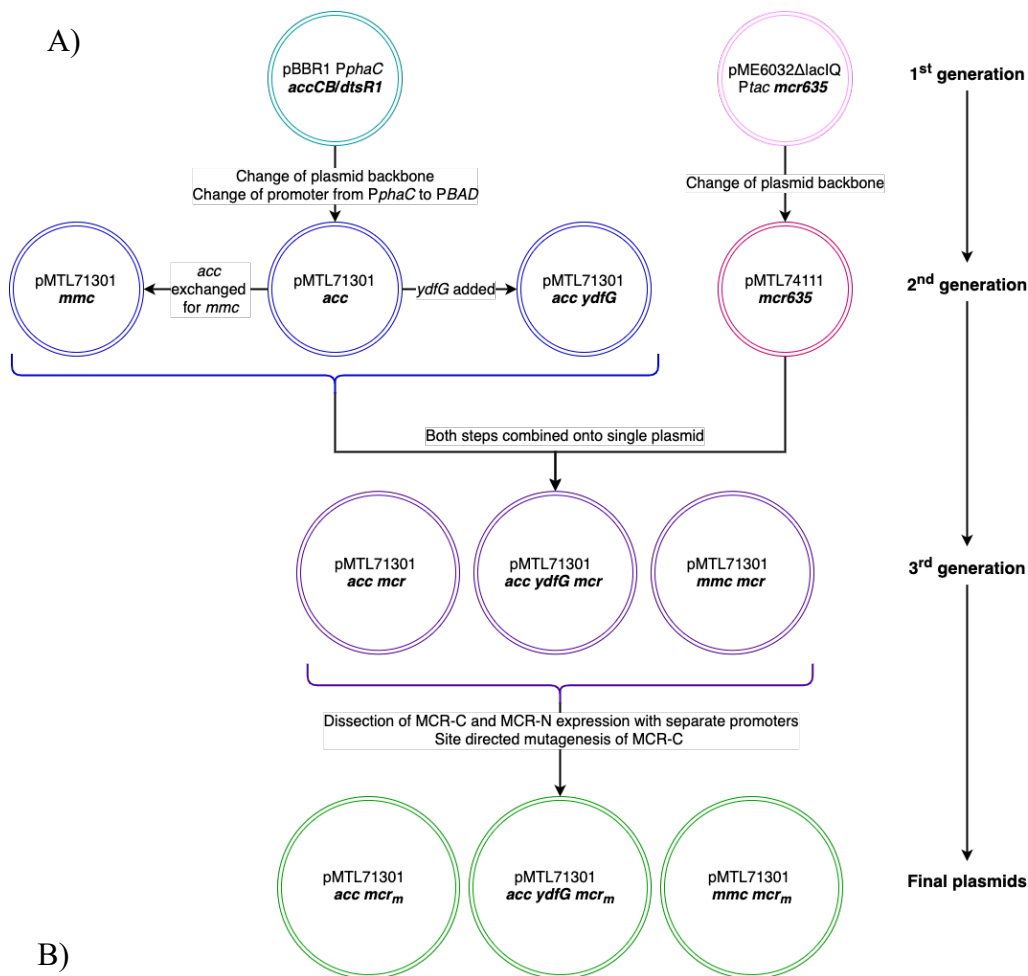 A)
pBBR1 PphaC
accCB/dtsR1
pME6032ΔlacIQ
Ptac mcr635
1st generation
Change of plasmid backbone
Change of promoter from PphaC to PBAD
Change of plasmid backbone
pMTL71301
mmc
acc
exchanged
for mmc
pMTL71301
acc
ydfG added
pMTL71301
acc ydfG
pMTL74111
mcr635
2nd generation
Both steps combined onto single plasmid
pMTL71301
acc mcr
pMTL71301
acc ydfG mcr
pMTL71301
mmc mcr
3rd generation
Dissection of MCR-C and MCR-N expression with separate promoters
Site directed mutagenesis of MCR-C
pMTL71301
acc mcrm
pMTL71301
acc ydfG mcrm
pMTL71301
mmc mcrm
Final plasmids
B)